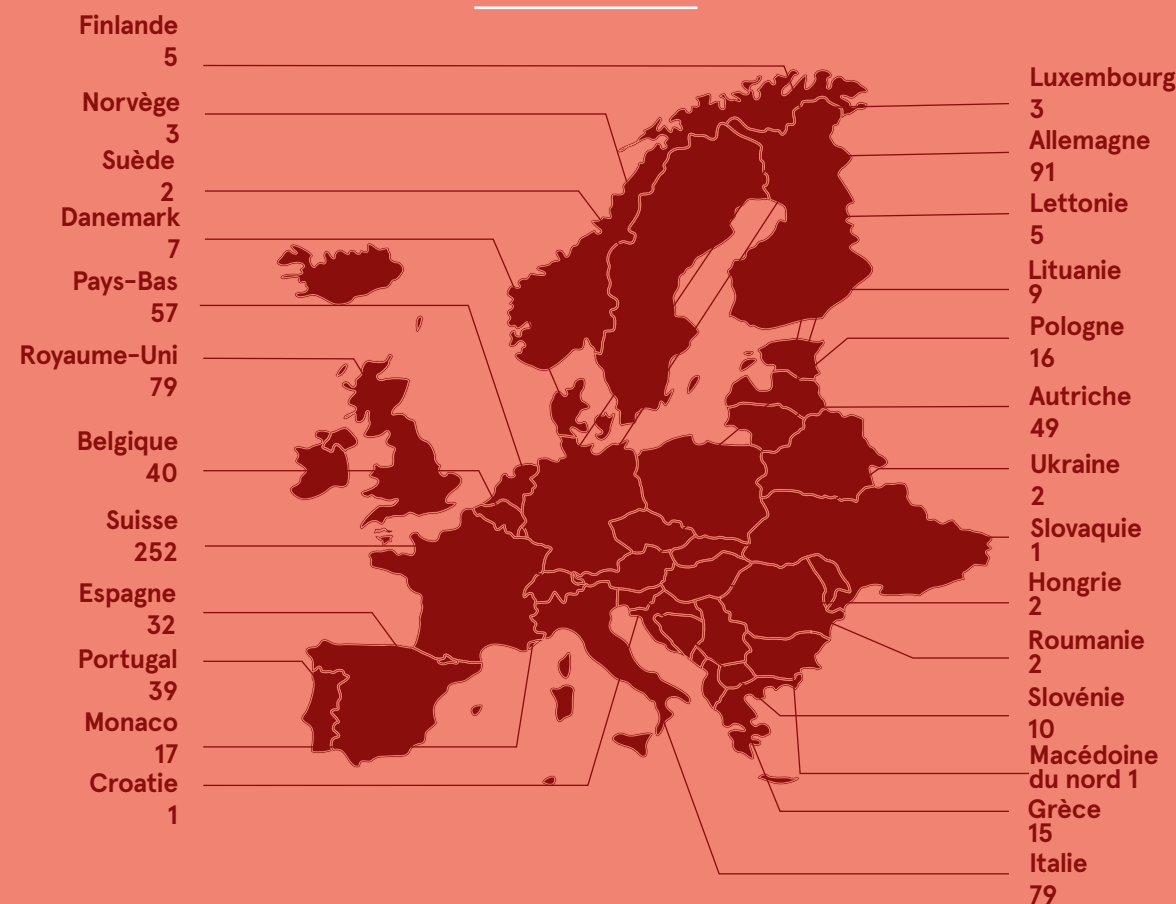 Finlande
5
Norvège
3
Suède
2
Danemark
7
Pays-Bas
57
Royaume-Uni
79
Belgique
40
Suisse
252
Espagne
32
Portugal
39
Monaco
17
Croatie
1
Luxembourg
3
Allemagne
91
Lettonie
5
Lituanie
9
Pologne
16
Autriche
49
Ukraine
2
Slovaquie
1
Hongrie
2
Roumanie
2
Slovénie
10
Macédoine
du nord 1
Grèce
15
Italie
79